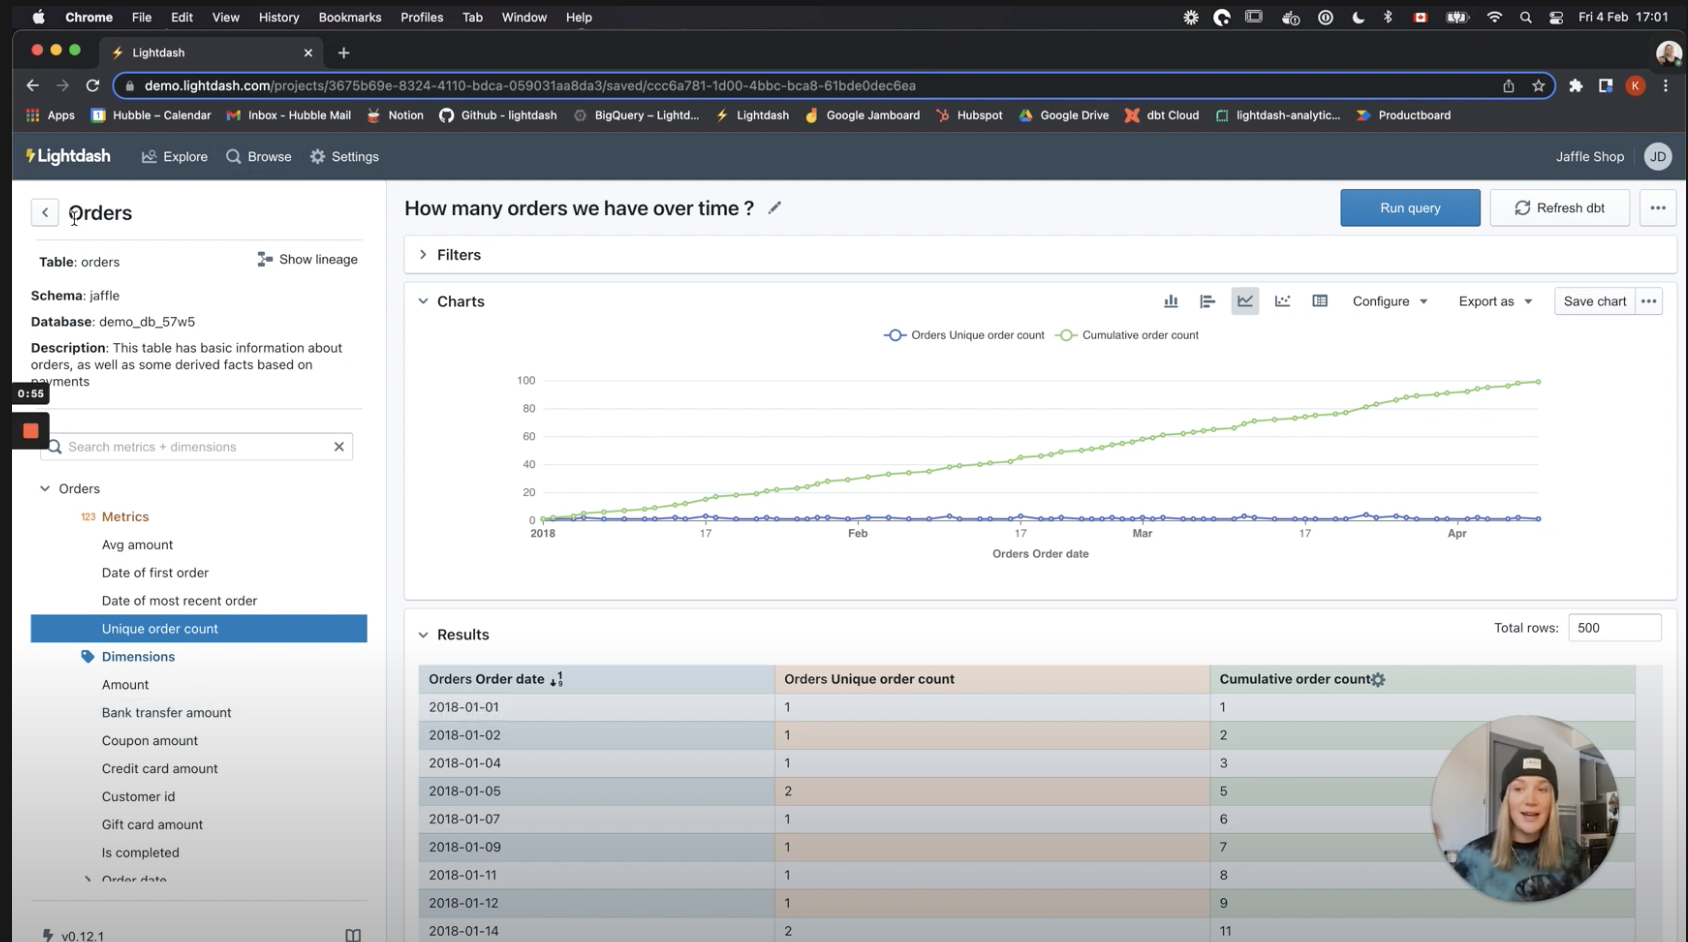 Chrome File Edit View History Bookmarks Profiles Tab Window Help Fri 4 Feb 17:01
Lightdash
demo.lightdash.com/projects/3675b69e-8324-4110-bdca-059031aa8da3/saved/ccc6a781-1d00-4bbc-bca8-61bde0dec6ea
K
Apps Hubble – Calendar Inbox - Hubble Mail Notion Github - lightdash BigQuery – Lightd... Lightdash Google Jamboard Hubspot Google Drive dbt Cloud lightdash-analytic... Productboard
Lightdash Explore Browse Settings Jaffle Shop JD
Orders
Table: orders Show lineage
Schema: jaffle
Database: demo_db_57w5
Description: This table has basic information about
orders, as well as some derived facts based on
payments
0:55
Search metrics + dimensions
Orders
123 Metrics
Avg amount
Date of first order
Date of most recent order
Unique order count
Dimensions
Amount
Bank transfer amount
Coupon amount
Credit card amount
Customer id
Gift card amount
Is completed
Order date
v0.12.1
How many orders we have over time ?
Run query Refresh dbt
Filters
Charts Configure Export as Save chart
Orders Unique order count Cumulative order count
100
80
60
40
20
0
2018 17 Feb 17 Mar 17 Apr
Orders Order date
Results Total rows: 500
Orders Order date Orders Unique order count Cumulative order count
2018-01-01 1 1
2018-01-02 1 2
2018-01-04 1 3
2018-01-05 2 5
2018-01-07 1 6
2018-01-09 1 7
2018-01-11 1 8
2018-01-12 1 9
2018-01-14 2 11